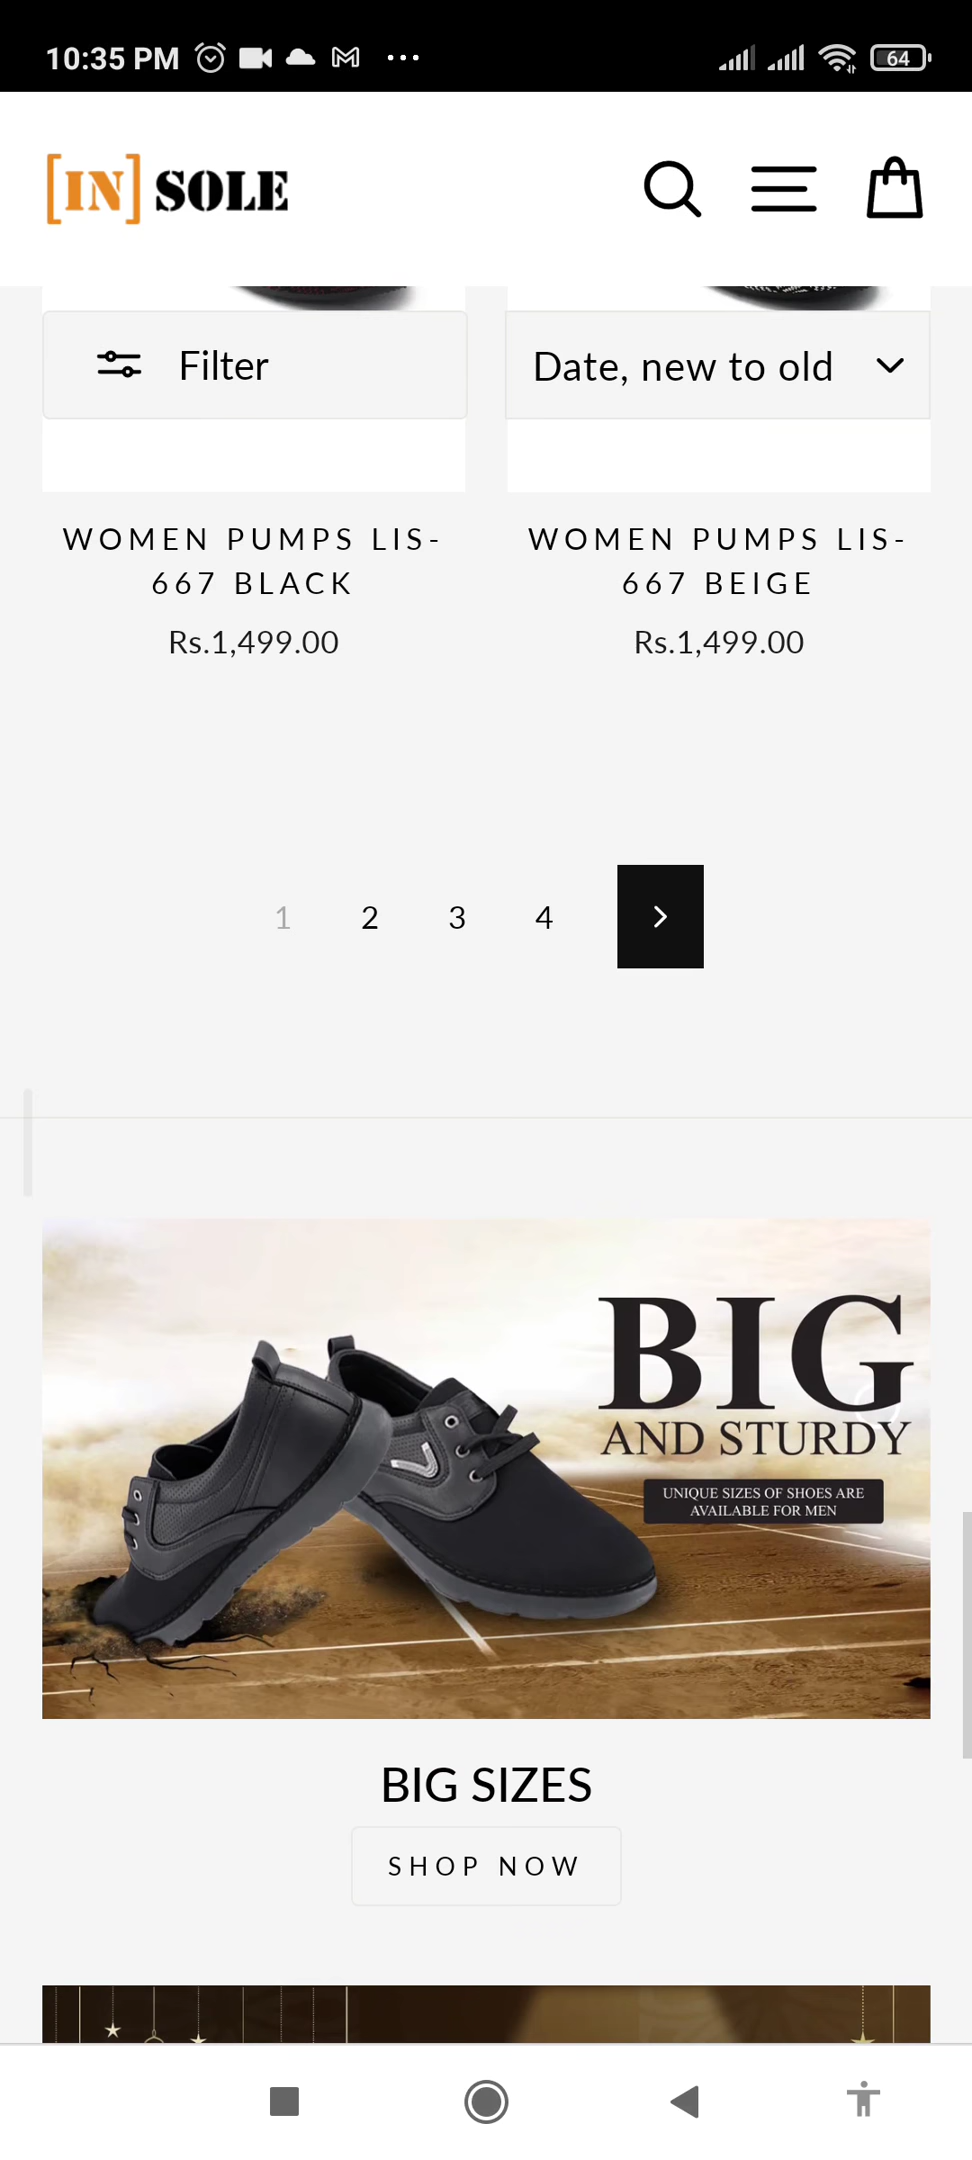 10:35 PM
64
[IN] SOLE
Filter
Date, new to old
WOMEN PUMPS LIS-
667 BLACK
Rs.1,499.00
WOMEN PUMPS LIS-
667 BEIGE
Rs.1,499.00
1 2 3 4
BIG
AND STURDY
UNIQUE SIZES OF SHOES ARE
AVAILABLE FOR MEN
BIG SIZES
SHOP NOW